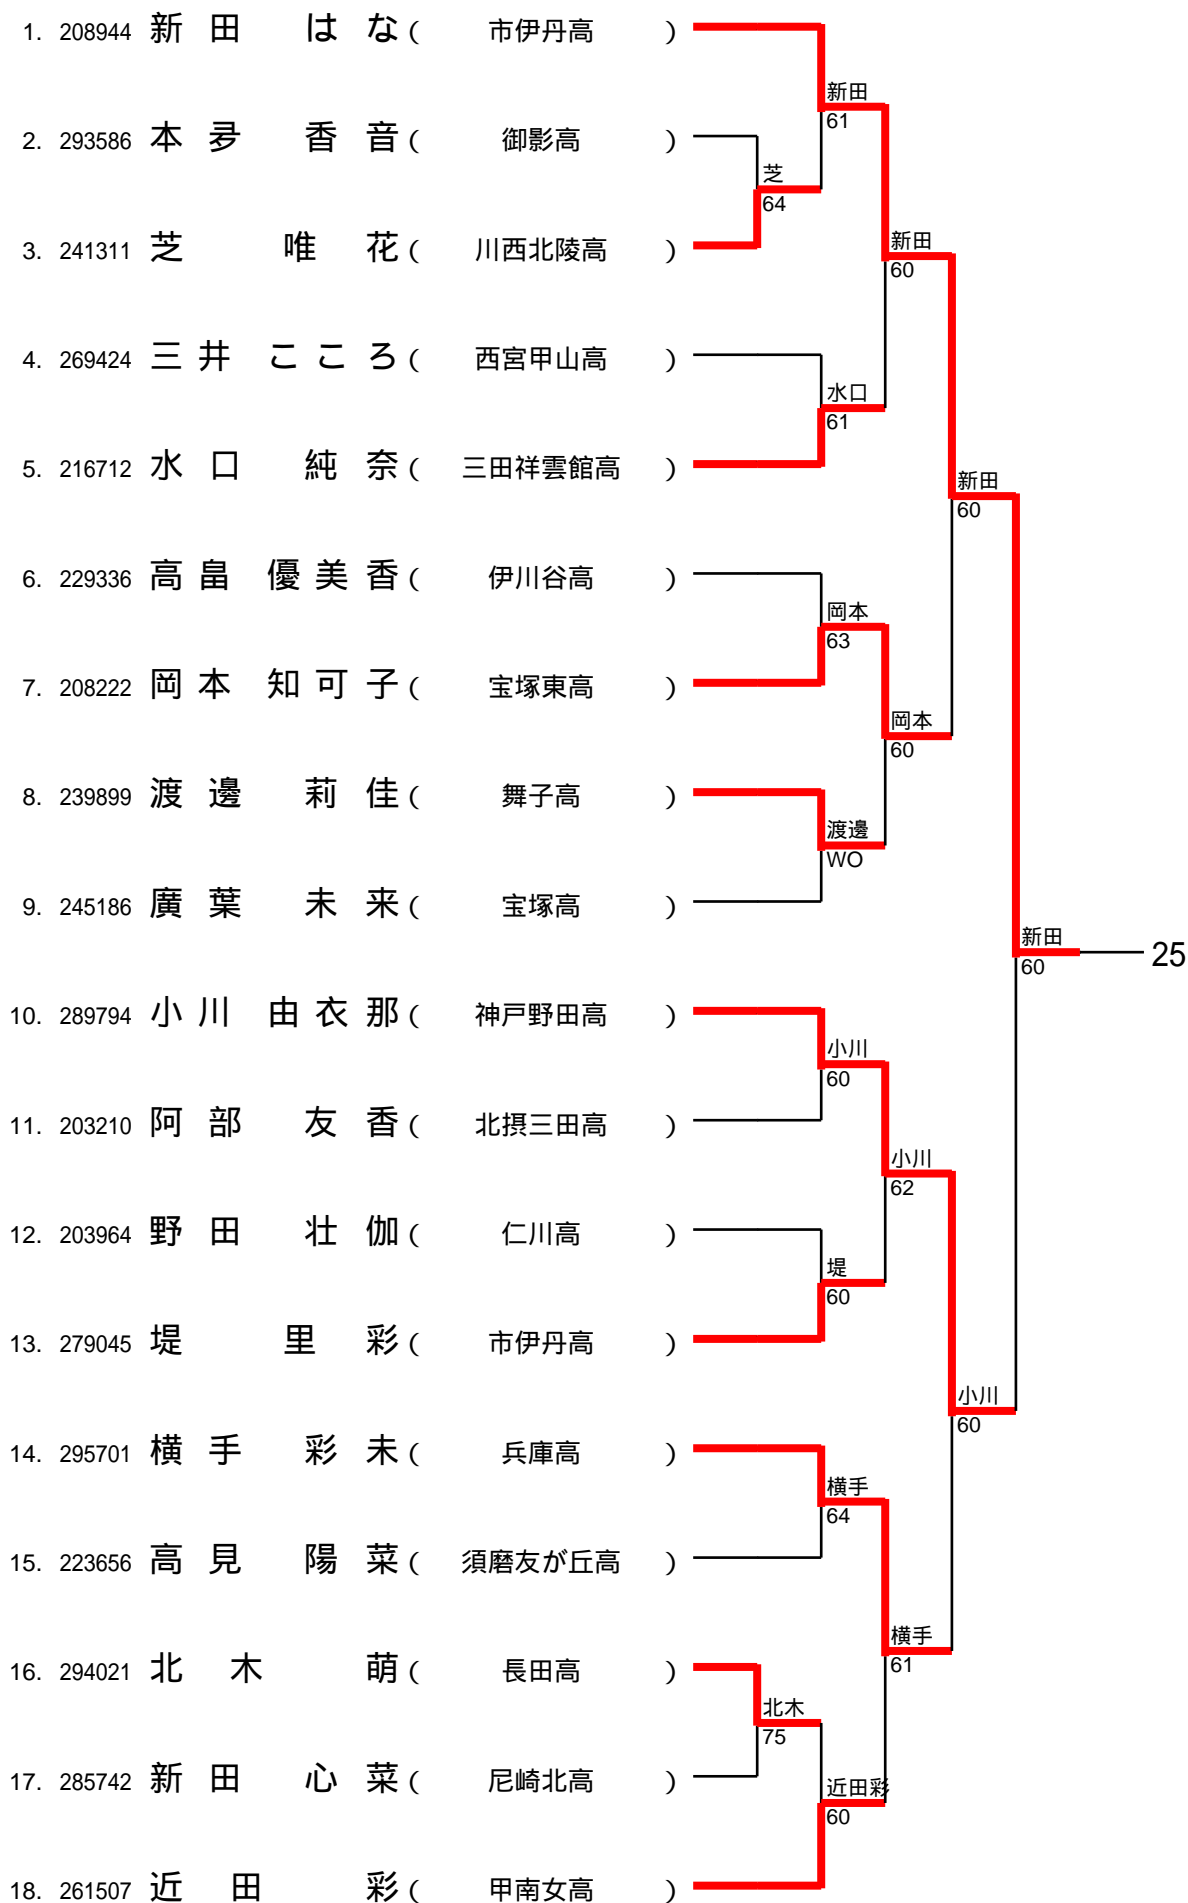 1. 208944 新田 はな ( 市伊丹高 )
新田
61
2. 293586 本夛 香音 ( 御影高 )
芝
64
3. 241311 芝 唯花 ( 川西北陵高 )
新田
60
4. 269424 三井 こころ ( 西宮甲山高 )
水口
61
5. 216712 水口 純奈 ( 三田祥雲館高 )
新田
60
6. 229336 高畠 優美香 ( 伊川谷高 )
岡本
63
7. 208222 岡本 知可子 ( 宝塚東高 )
岡本
60
8. 239899 渡邊 莉佳 ( 舞子高 )
渡邊
WO
9. 245186 廣葉 未来 ( 宝塚高 )
新田
60
25
10. 289794 小川 由衣那 ( 神戸野田高 )
小川
60
11. 203210 阿部 友香 ( 北摂三田高 )
小川
62
12. 203964 野田 壮伽 ( 仁川高 )
堤
60
13. 279045 堤 里彩 ( 市伊丹高 )
小川
60
14. 295701 横手 彩未 ( 兵庫高 )
横手
64
15. 223656 高見 陽菜 ( 須磨友が丘高 )
横手
61
16. 294021 北木 萌 ( 長田高 )
北木
75
17. 285742 新田 心菜 ( 尼崎北高 )
近田彩
60
18. 261507 近田 彩 ( 甲南女高 )